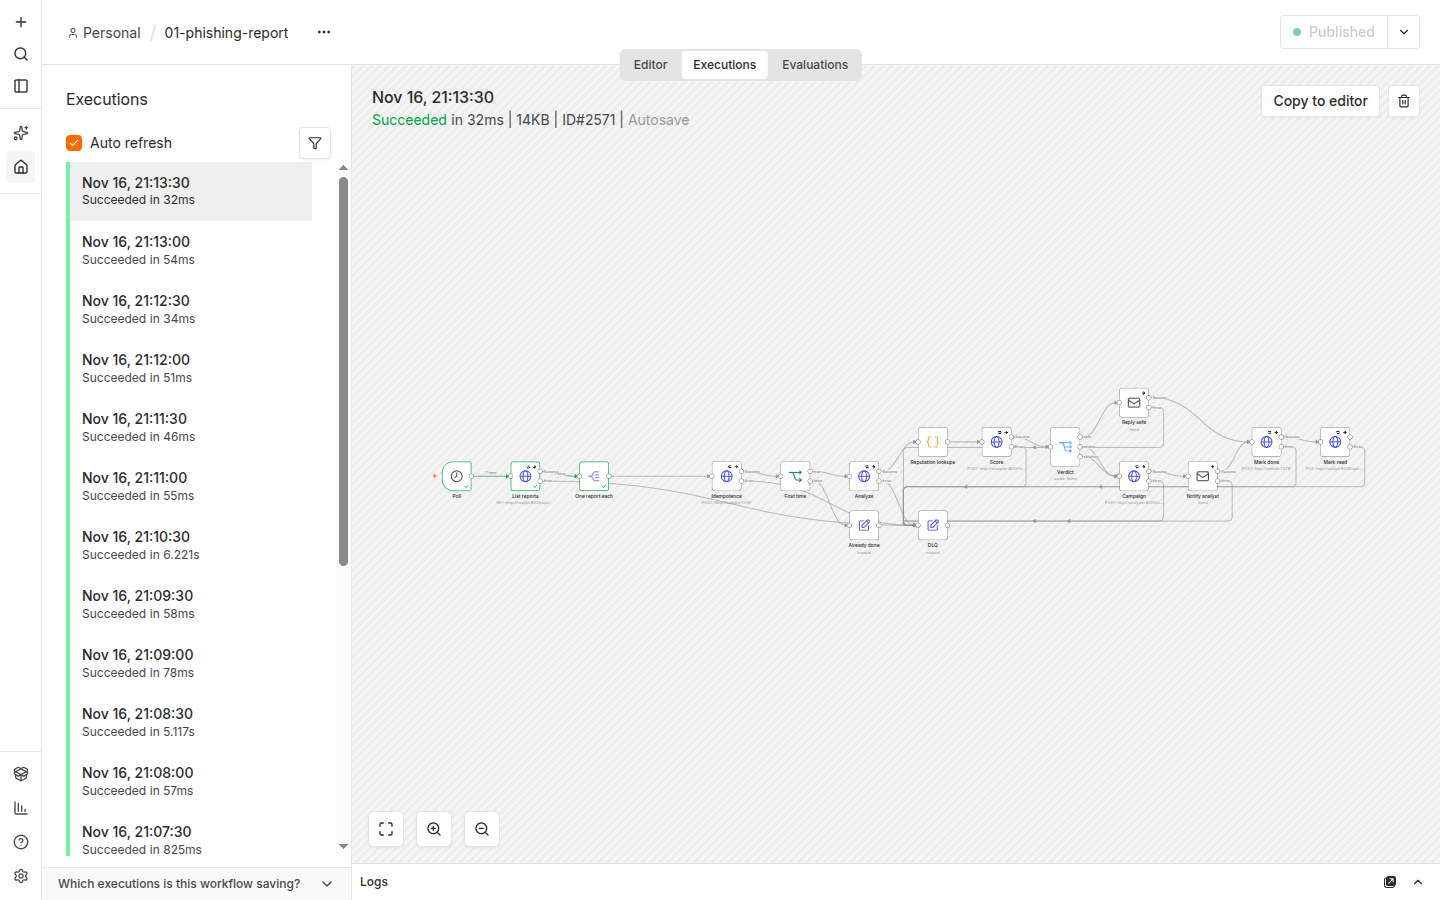 Personal / 01-phishing-report
Published
Editor
Executions
Evaluations
Executions
Auto refresh
Nov 16, 21:13:30
Succeeded in 32ms
Nov 16, 21:13:00
Succeeded in 54ms
Nov 16, 21:12:30
Succeeded in 34ms
Nov 16, 21:12:00
Succeeded in 51ms
Nov 16, 21:11:30
Succeeded in 46ms
Nov 16, 21:11:00
Succeeded in 55ms
Nov 16, 21:10:30
Succeeded in 6.221s
Nov 16, 21:09:30
Succeeded in 58ms
Nov 16, 21:09:00
Succeeded in 78ms
Nov 16, 21:08:30
Succeeded in 5.117s
Nov 16, 21:08:00
Succeeded in 57ms
Nov 16, 21:07:30
Succeeded in 825ms
Which executions is this workflow saving?
Nov 16, 21:13:30
Succeeded in 32ms | 14KB | ID#2571 | Autosave
Copy to editor
Reply safe
Reputation lookups
Score
Verdict
Mark done
Mark read
Poll
List reports
One report each
Idempotence
First time
Analyze
Campaign
Notify analyst
Already done
DLQ
Logs